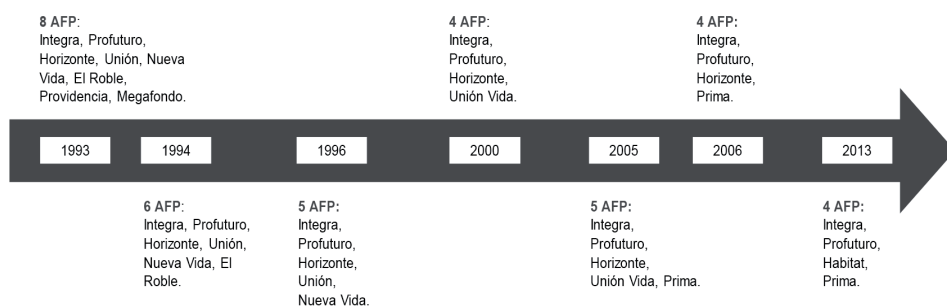 8 AFP:
Integra, Profuturo,
Horizonte, Unión, Nueva
Vida, El Roble,
Providencia, Megafondo.
4 AFP:
Integra,
Profuturo,
Horizonte,
Unión Vida.
4 AFP:
Integra,
Profuturo,
Horizonte,
Prima.
1993
1994
1996
2000
2005
2006
2013
6 AFP:
Integra, Profuturo,
Horizonte, Unión,
Nueva Vida, El
Roble.
5 AFP:
Integra,
Profuturo,
Horizonte,
Unión,
Nueva Vida.
5 AFP:
Integra,
Profuturo,
Horizonte,
Unión Vida, Prima.
4 AFP:
Integra,
Profuturo,
Habitat,
Prima.